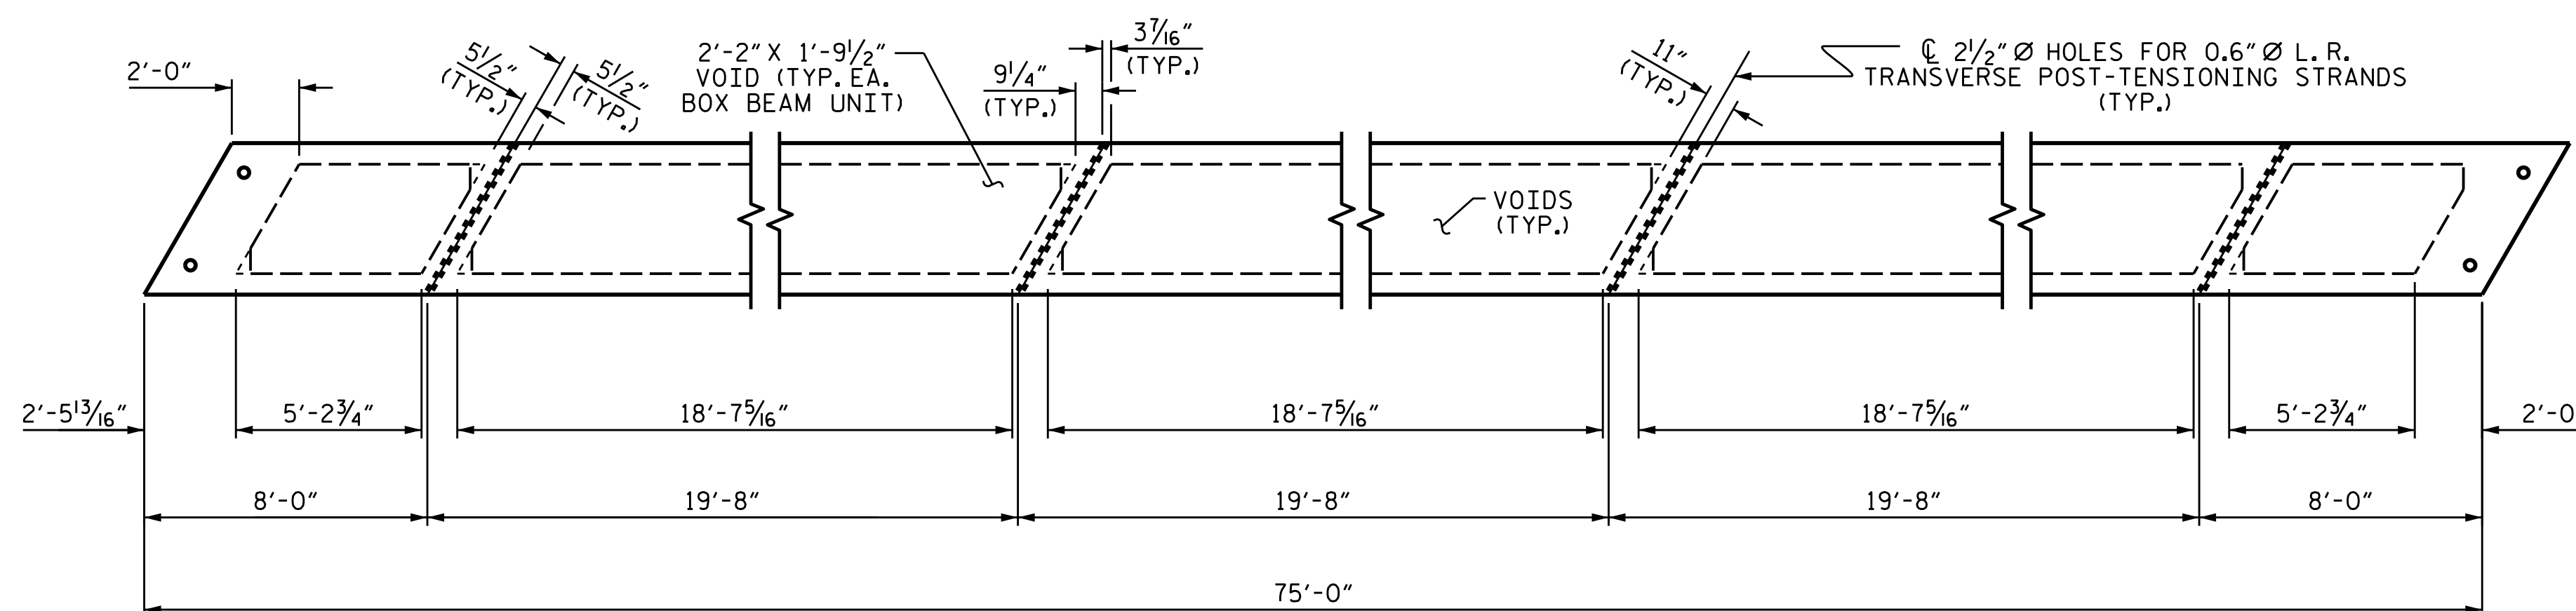 2'-0"
5½"
(TYP.)
5½"
(TYP.)
2'-2" X 1'-9½"
VOID (TYP. EA.
BOX BEAM UNIT)
9¼"
(TYP.)
3⁷⁄₁₆"
(TYP.)
11"
(TYP.)
℄ 2½" Ø HOLES FOR 0.6" Ø L. R.
TRANSVERSE POST-TENSIONING STRANDS
(TYP.)
VOIDS
(TYP.)
2'-5¹³⁄₁₆"
5'-2¾"
18'-7⁵⁄₁₆"
18'-7⁵⁄₁₆"
18'-7⁵⁄₁₆"
5'-2¾"
2'-0
8'-0"
19'-8"
19'-8"
19'-8"
8'-0"
75'-0"